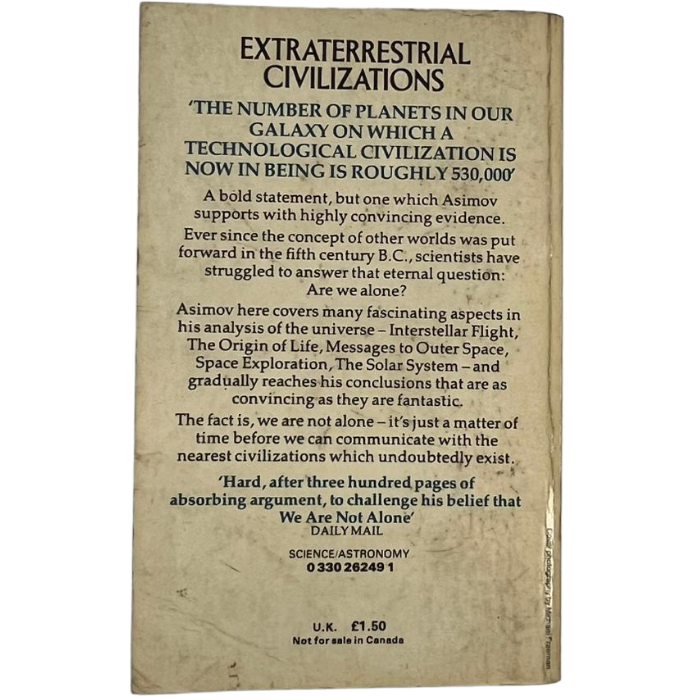 EXTRATERRESTRIAL
CIVILIZATIONS
‘THE NUMBER OF PLANETS IN OUR
GALAXY ON WHICH A
TECHNOLOGICAL CIVILIZATION IS
NOW IN BEING IS ROUGHLY 530,000’
A bold statement, but one which Asimov
supports with highly convincing evidence.
Ever since the concept of other worlds was put
forward in the fifth century B.C., scientists have
struggled to answer that eternal question:
Are we alone?
Asimov here covers many fascinating aspects in
his analysis of the universe – Interstellar Flight,
The Origin of Life, Messages to Outer Space,
Space Exploration, The Solar System – and
gradually reaches his conclusions that are as
convincing as they are fantastic.
The fact is, we are not alone – it's just a matter of
time before we can communicate with the
nearest civilizations which undoubtedly exist.
‘Hard, after three hundred pages of
absorbing argument, to challenge his belief that
We Are Not Alone’
DAILY MAIL
SCIENCE/ASTRONOMY
0 330 26249 1
U.K. £1.50
Not for sale in Canada
photography by